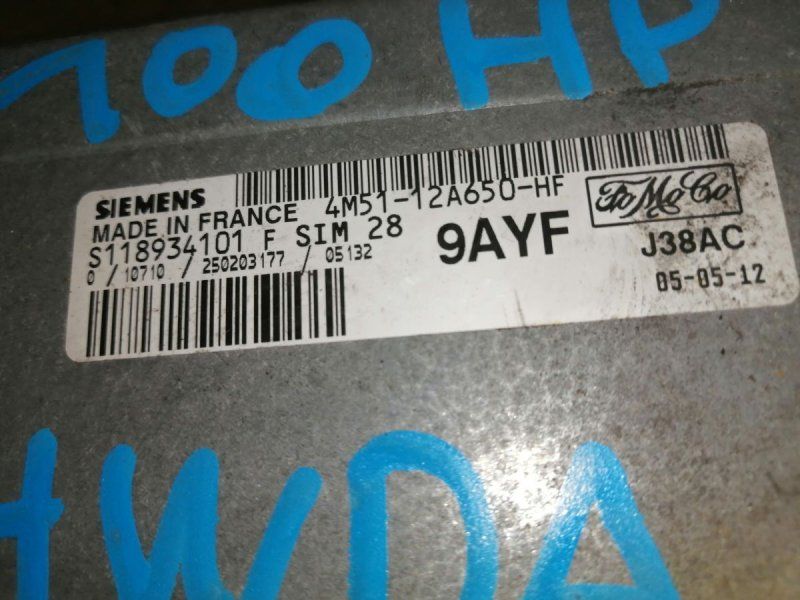 100 HP
SIEMENS
MADE IN FRANCE 4M51-12A650-HF
S118934101 F SIM 28
0 / 10710 / 250203177 / 05132
9AYF
FoMoCo
J38AC
05-05-12
HWDA